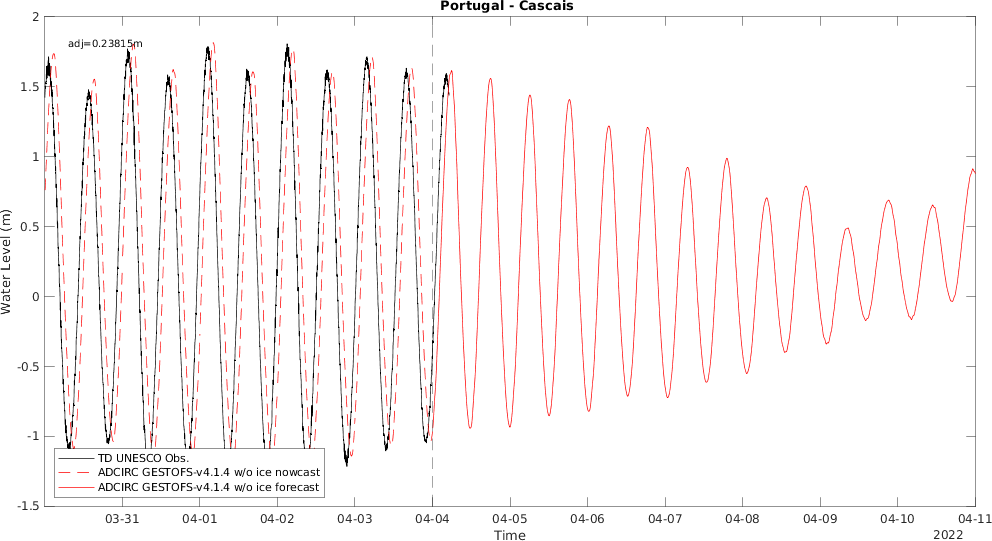 Portugal - Cascais
2
adj=0.23815m
1.5
1
0.5
0
-0.5
-1
-1.5
Water Level (m)
TD UNESCO Obs.
ADCIRC GESTOFS-v4.1.4 w/o ice nowcast
ADCIRC GESTOFS-v4.1.4 w/o ice forecast
03-31 04-01 04-02 04-03 04-04 04-05 04-06 04-07 04-08 04-09 04-10 04-11
Time
2022